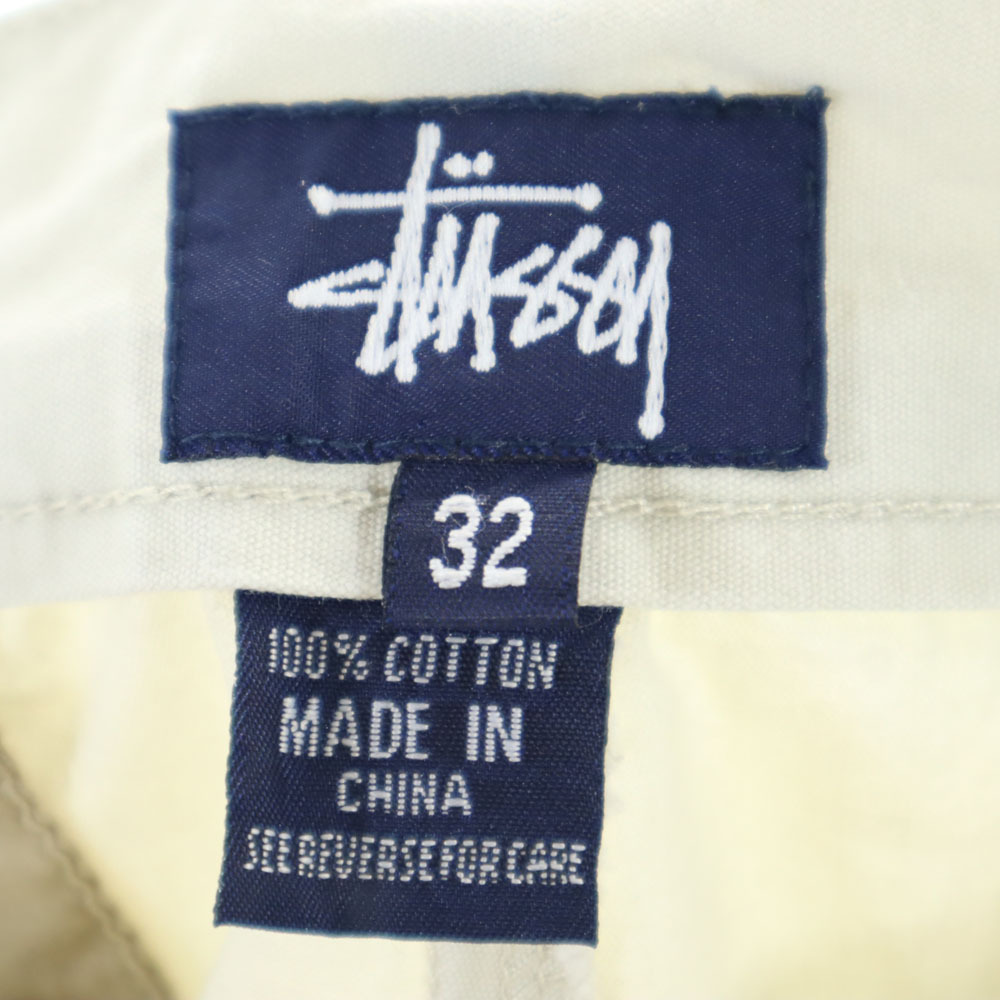 Stüssy
32
100% COTTON
MADE IN
CHINA
SEE REVERSE FOR CARE